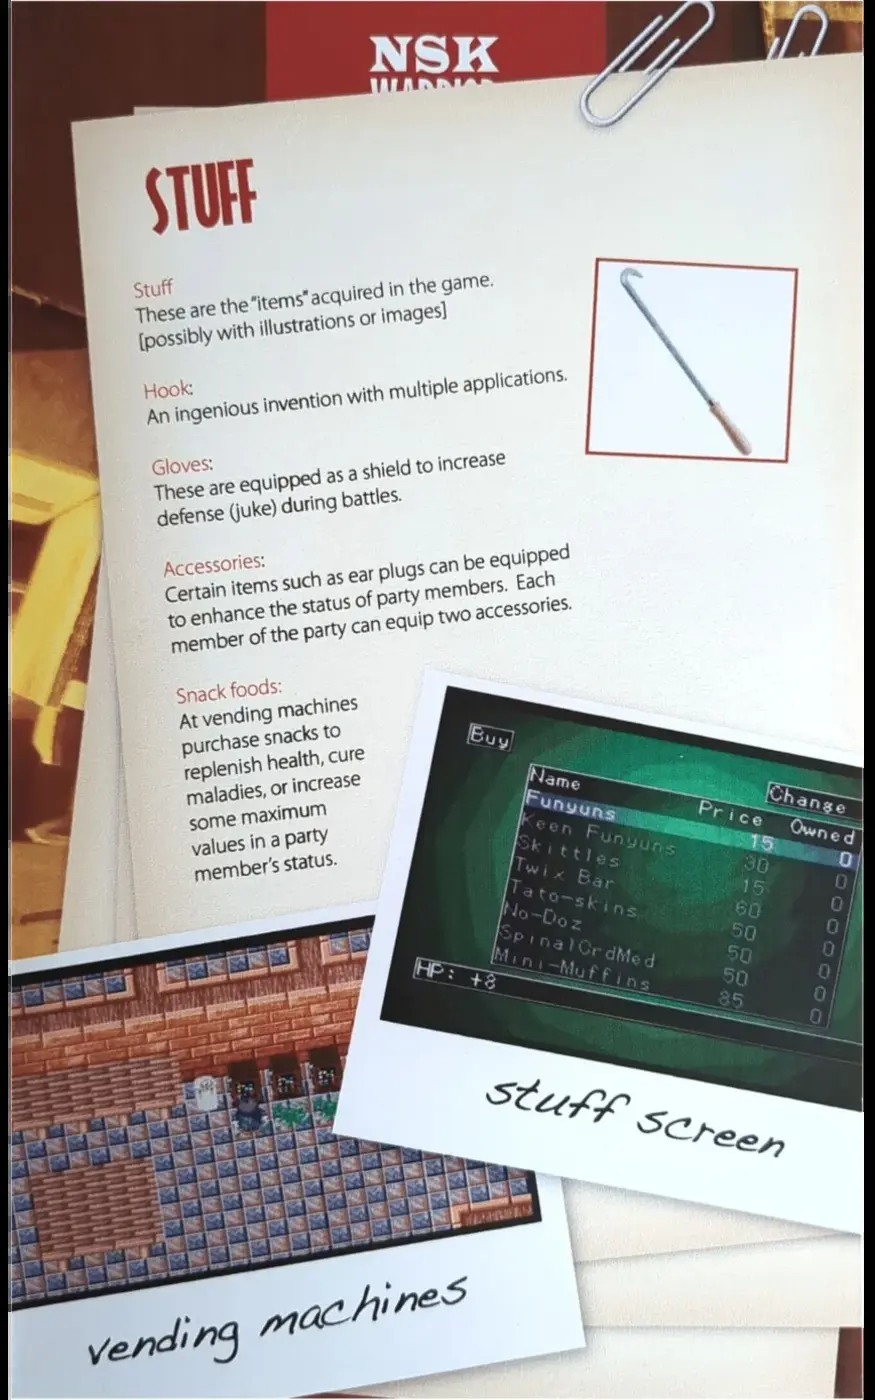 NSK
WARRIOR
STUFF
Stuff
These are the "items" acquired in the game.
[possibly with illustrations or images]
Hook:
An ingenious invention with multiple applications.
Gloves:
These are equipped as a shield to increase
defense (juke) during battles.
Accessories:
Certain items such as ear plugs can be equipped
to enhance the status of party members. Each
member of the party can equip two accessories.
Snack foods:
At vending machines
purchase snacks to
replenish health, cure
maladies, or increase
some maximum
values in a party
member's status.
Buy
Change
Name Price Owned
Funyuns 15 0
Keen Funyuns 30 0
Skittles 15 0
Twix Bar 60 0
Tato-skins 50 0
No-Doz 50 0
SpinalOrdMed 50 0
Mini-Muffins 85 0
HP: +8
stuff screen
vending machines